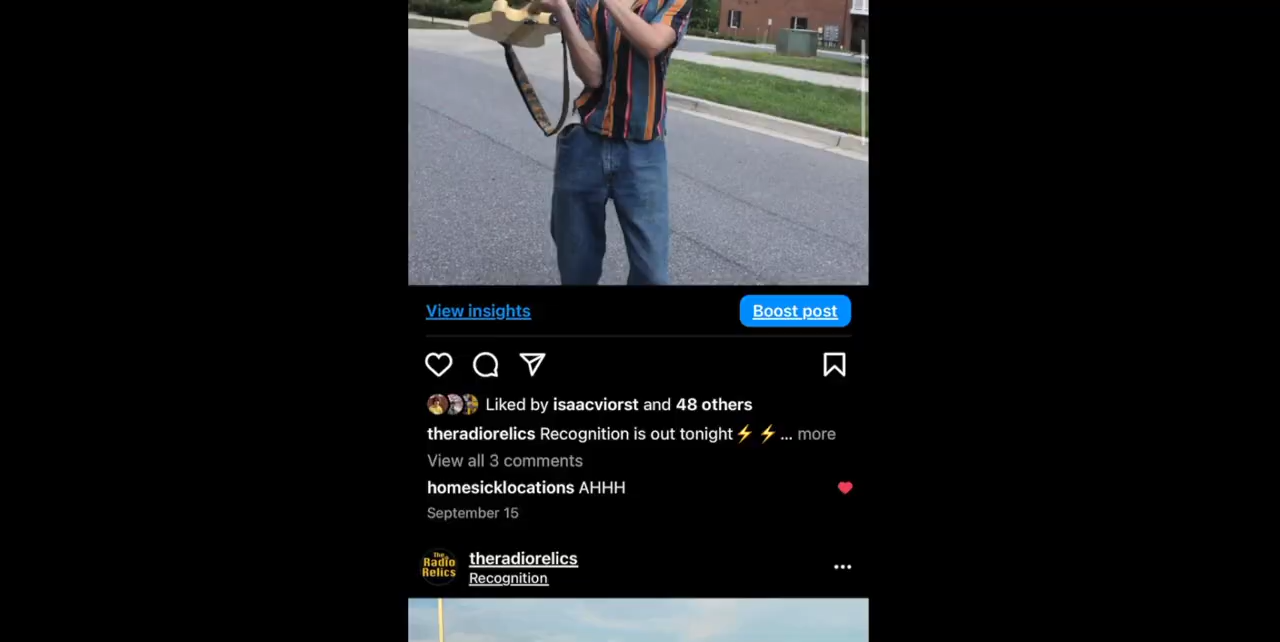 View insights
Boost post
Liked by isaacviorst and 48 others
theradiorelics Recognition is out tonight⚡⚡... more
View all 3 comments
homesicklocations AHHH
September 15
The
Radio
Relics
theradiorelics
Recognition